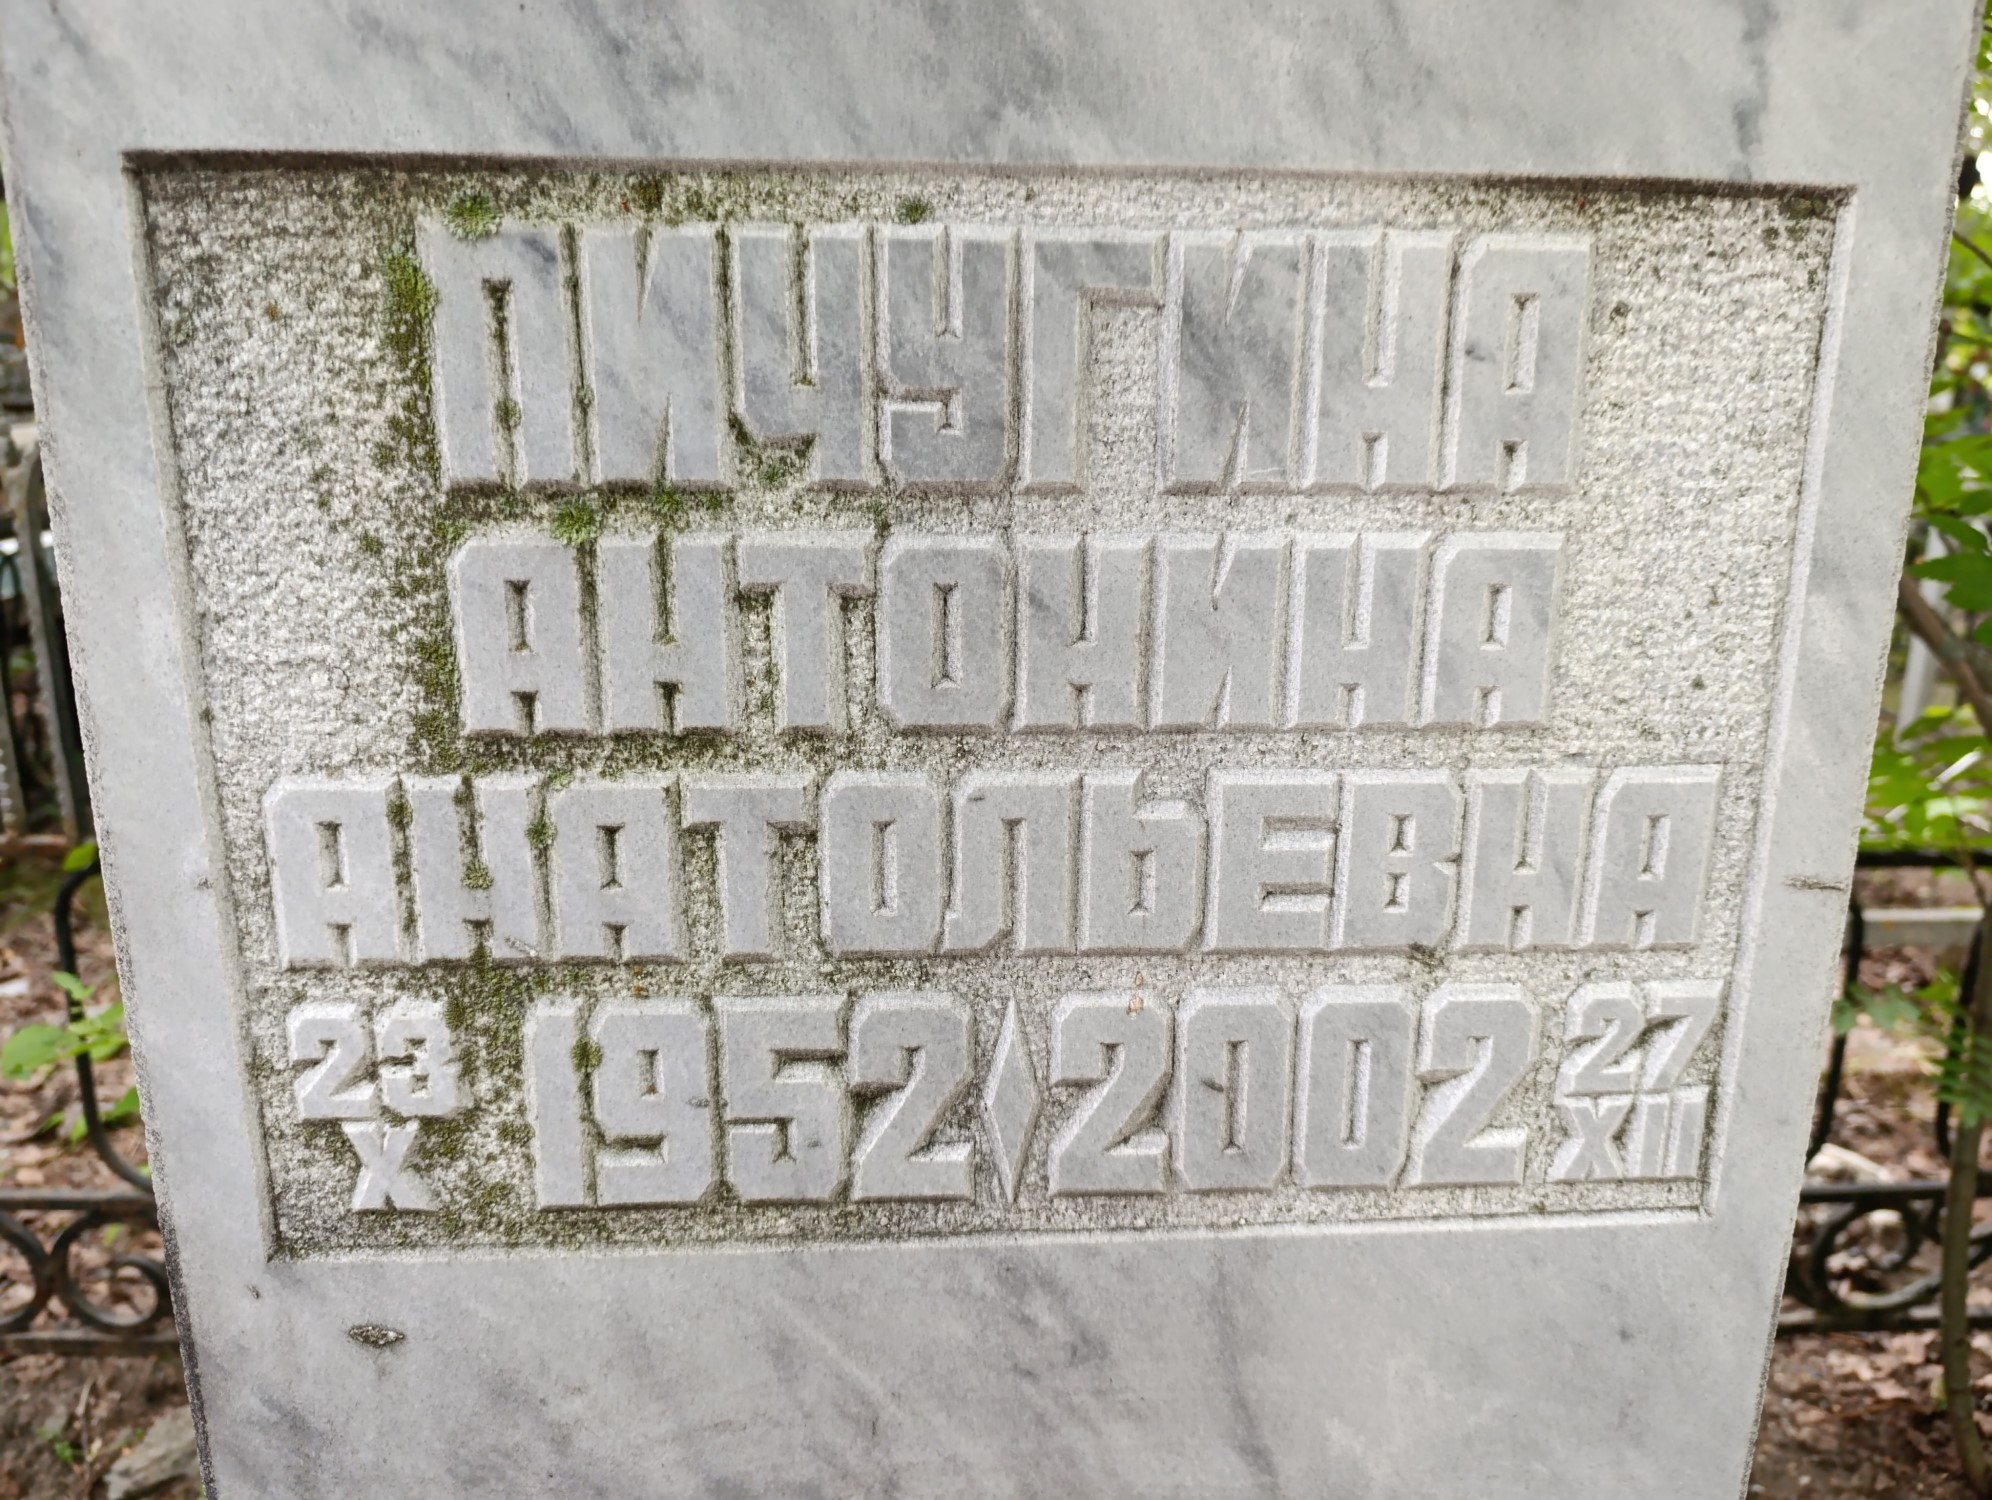 ПИЧУГИНА
АНТОНИНА
АНАТОЛЬЕВНА
23 X 1952 2002 27 XII